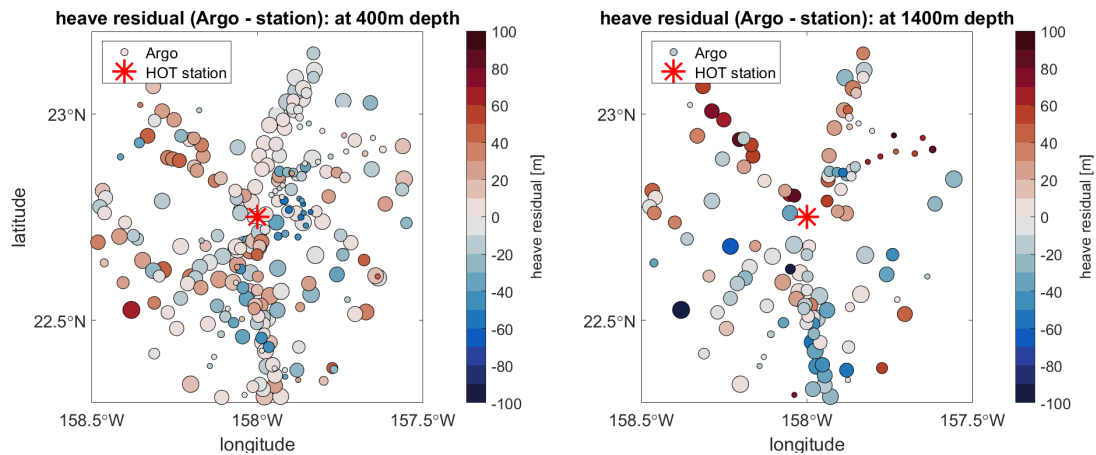 heave residual (Argo - station): at 400m depth
Argo
HOT station
23°N
22.5°N
158.5°W
158°W
157.5°W
longitude
latitude
100
80
60
40
20
0
-20
-40
-60
-80
-100
heave residual [m]
heave residual (Argo - station): at 1400m depth
Argo
HOT station
23°N
22.5°N
158.5°W
158°W
157.5°W
longitude
100
80
60
40
20
0
-20
-40
-60
-80
-100
heave residual [m]